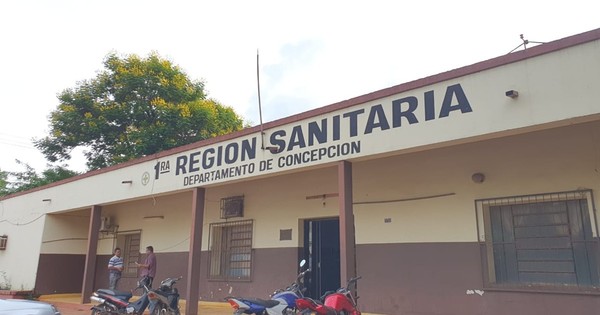 1RA REGION SANITARIA
DEPARTAMENTO DE CONCEPCION